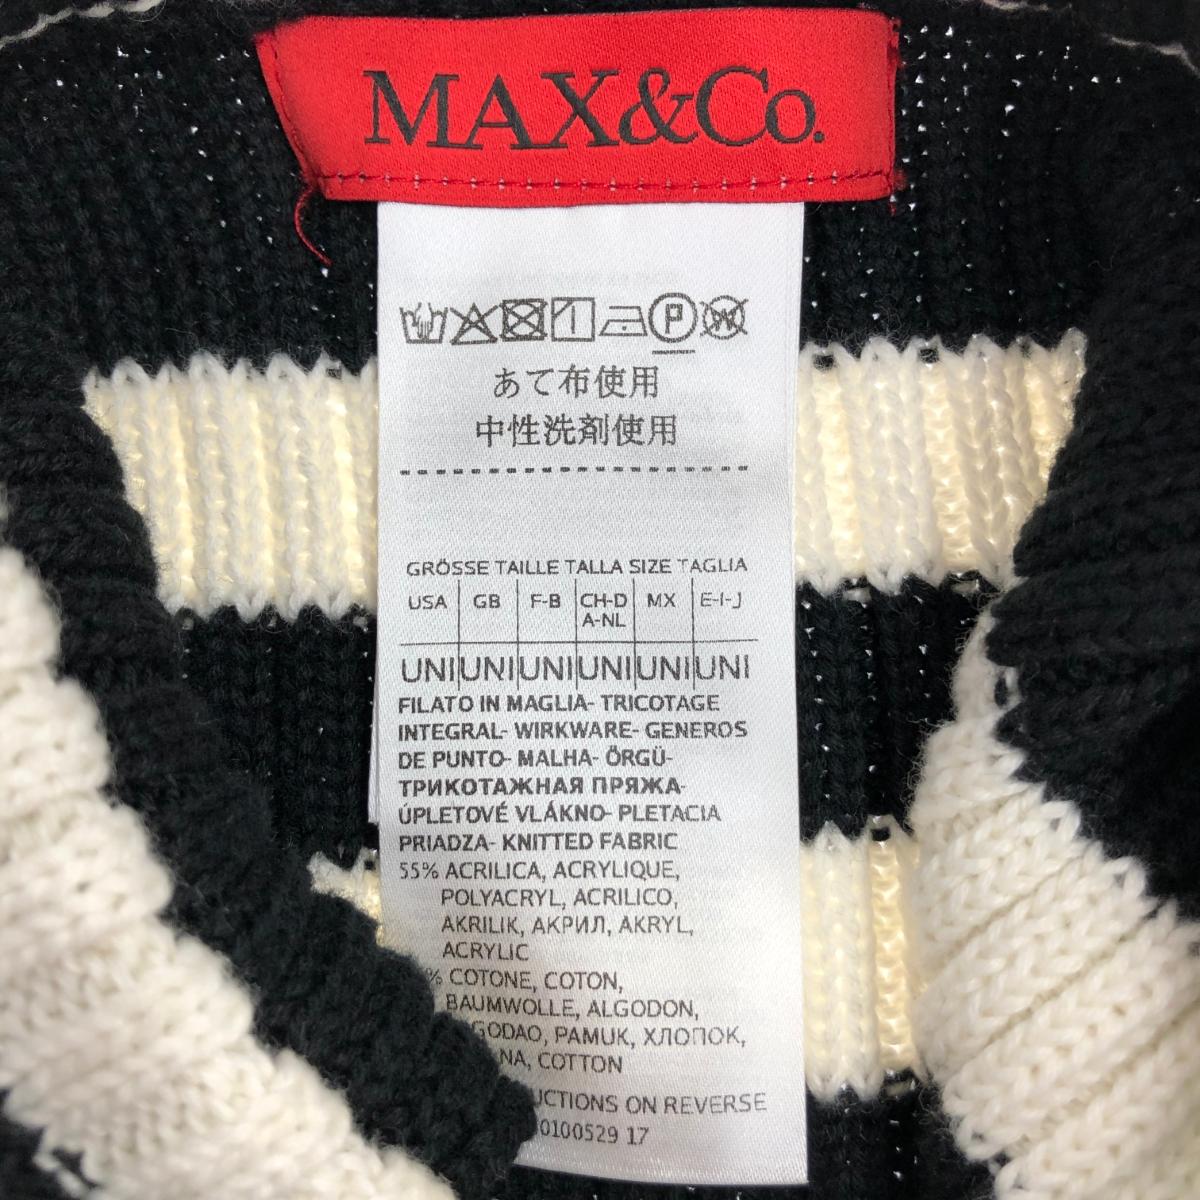 MAX&Co.
P W
あて布使用
中性洗剤使用
GRÖSSE TAILLE TALLA SIZE TAGLIA
USA GB F-B CH-D MX E-I-J
A-NL
UNI UNI UNI UNI UNI UNI
FILATO IN MAGLIA- TRICOTAGE
INTEGRAL- WIRKWARE- GENEROS
DE PUNTO- MALHA- ÖRGÜ-
ТРИКОТАЖНАЯ ПРЯЖА-
ÚPLETOVÉ VLÁKNO- PLETACIA
PRIADZA- KNITTED FABRIC
55% ACRILICA, ACRYLIQUE,
POLYACRYL, ACRILICO,
AKRILIK, АКРИЛ, AKRYL,
ACRYLIC
% COTONE, COTON,
BAUMWOLLE, ALGODON,
PAMUK, ХЛОПОК,
COTTON
ON REVERSE
17